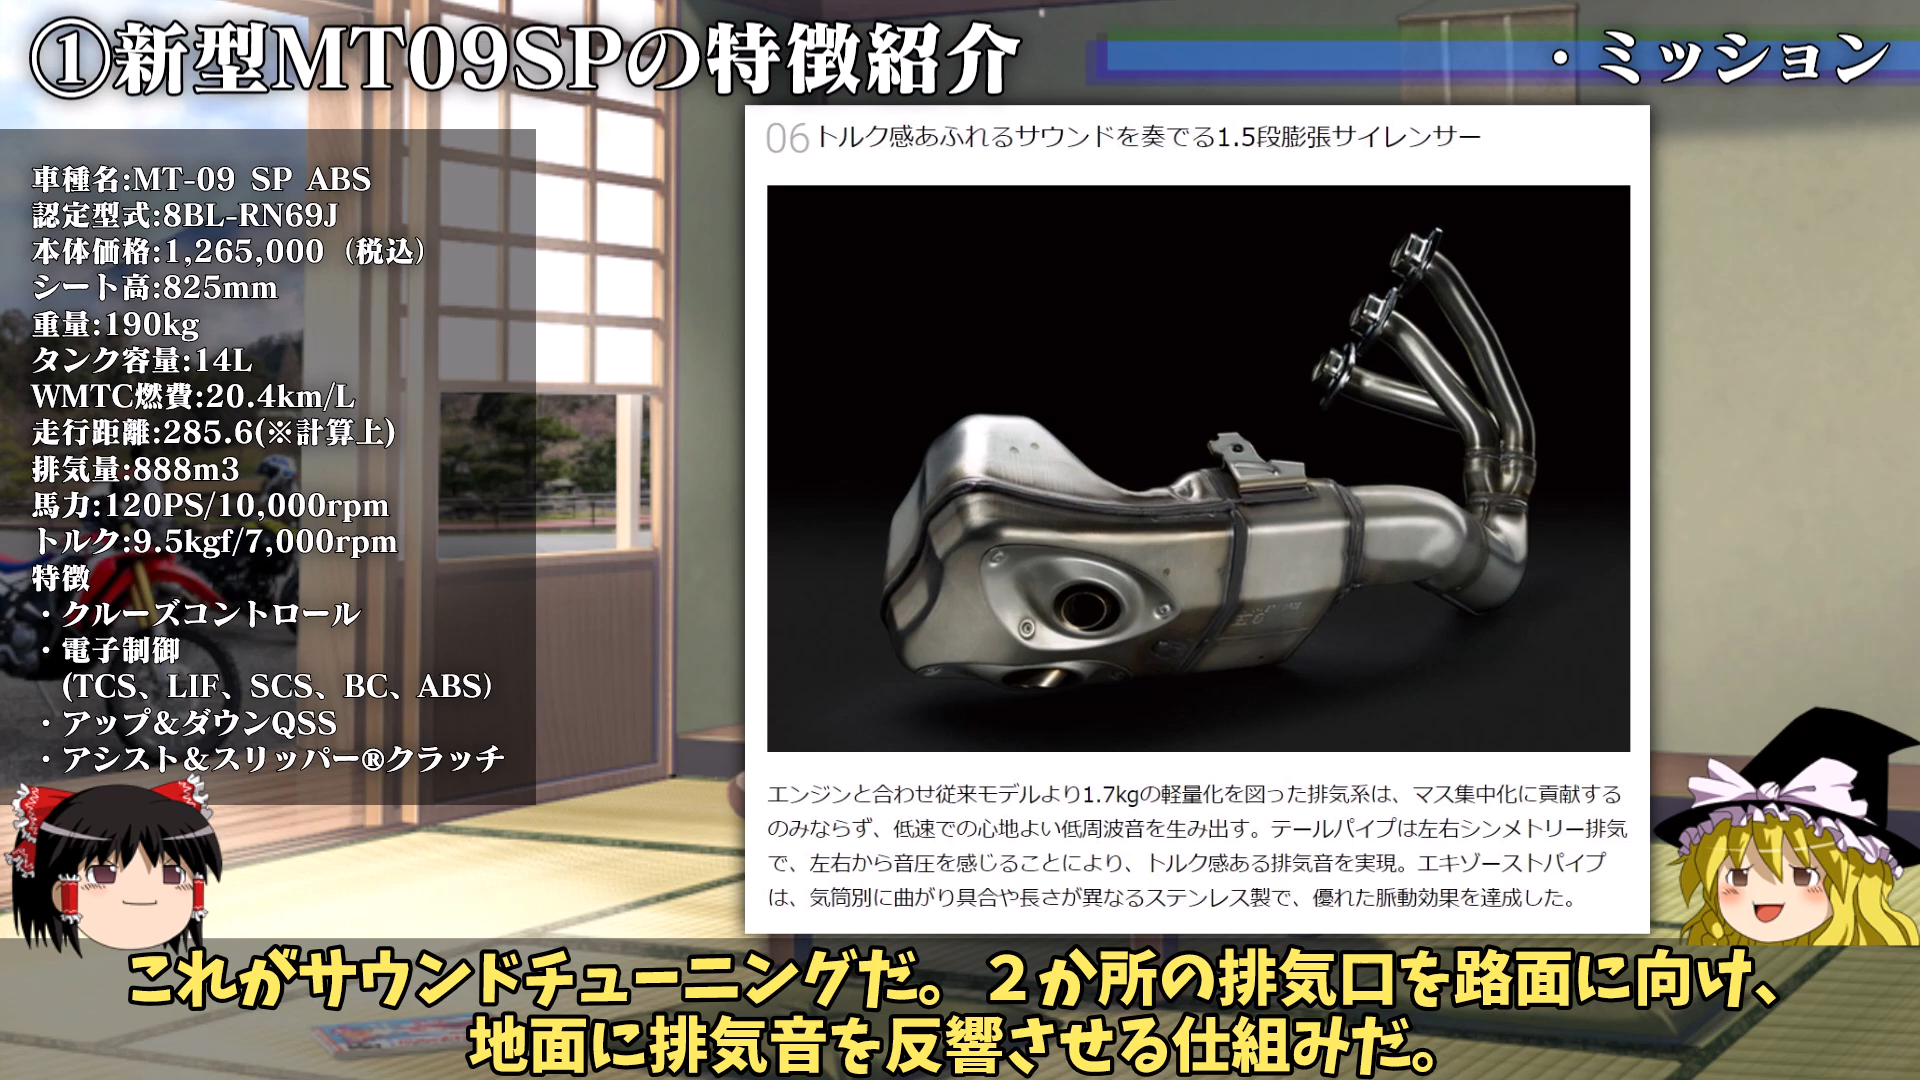 ①新型MT09SPの特徴紹介
・ミッション
車種名:MT-09 SP ABS
認定型式:8BL-RN69J
本体価格:1,265,000（税込）
シート高:825mm
重量:190kg
タンク容量:14L
WMTC燃費:20.4km/L
走行距離:285.6(※計算上)
排気量:888m3
馬力:120PS/10,000rpm
トルク:9.5kgf/7,000rpm
特徴
・クルーズコントロール
・電子制御
(TCS、LIF、SCS、BC、ABS)
・アップ＆ダウンQSS
・アシスト＆スリッパー®クラッチ
06 トルク感あふれるサウンドを奏でる1.5段膨張サイレンサー
エンジンと合わせ従来モデルより1.7kgの軽量化を図った排気系は、マス集中化に貢献する
のみならず、低速での心地よい低周波音を生み出す。テールパイプは左右シンメトリー排気
で、左右から音圧を感じることにより、トルク感ある排気音を実現。エキゾーストパイプ
は、気筒別に曲がり具合や長さが異なるステンレス製で、優れた脈動効果を達成した。
これがサウンドチューニングだ。２か所の排気口を路面に向け、
地面に排気音を反響させる仕組みだ。